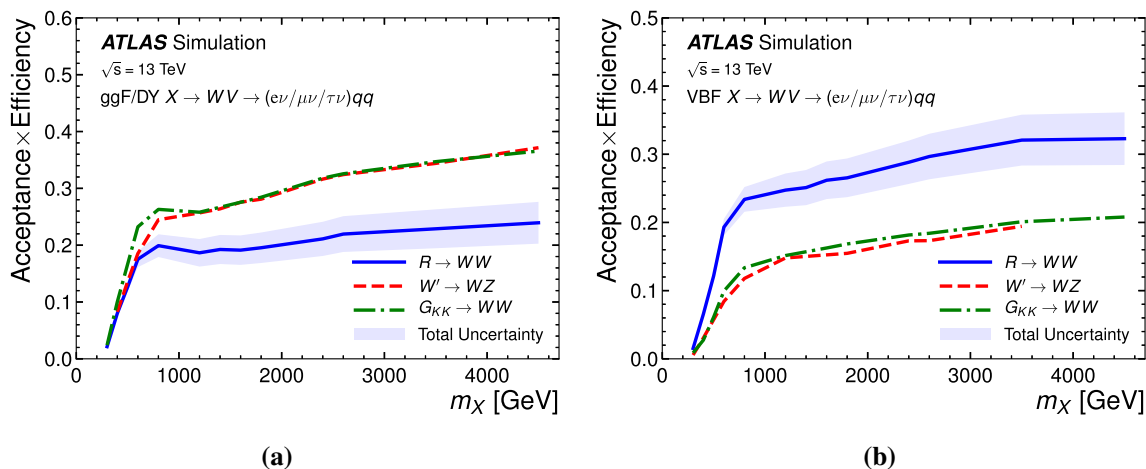 ATLAS Simulation
√s = 13 TeV
ggF/DY X → WV → (eν/μν/τν)qq
Acceptance×Efficiency
0.6
0.5
0.4
0.3
0.2
0.1
0.0
R → WW
W′ → WZ
G_KK → WW
Total Uncertainty
0 1000 2000 3000 4000
m_X [GeV]
(a)
ATLAS Simulation
√s = 13 TeV
VBF X → WV → (eν/μν/τν)qq
Acceptance×Efficiency
0.5
0.4
0.3
0.2
0.1
0.0
R → WW
W′ → WZ
G_KK → WW
Total Uncertainty
0 1000 2000 3000 4000
m_X [GeV]
(b)